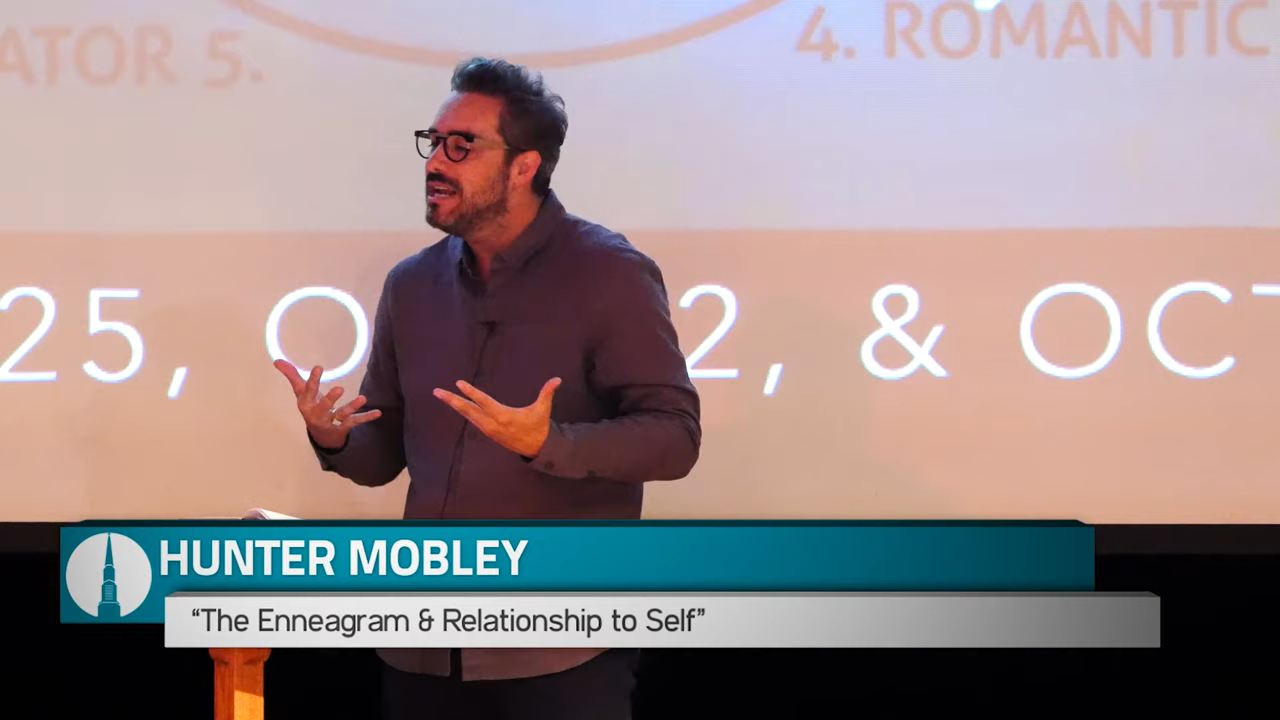 ATOR 5.
4. ROMANTIC
25, O 2, & OCT
HUNTER MOBLEY
“The Enneagram & Relationship to Self”